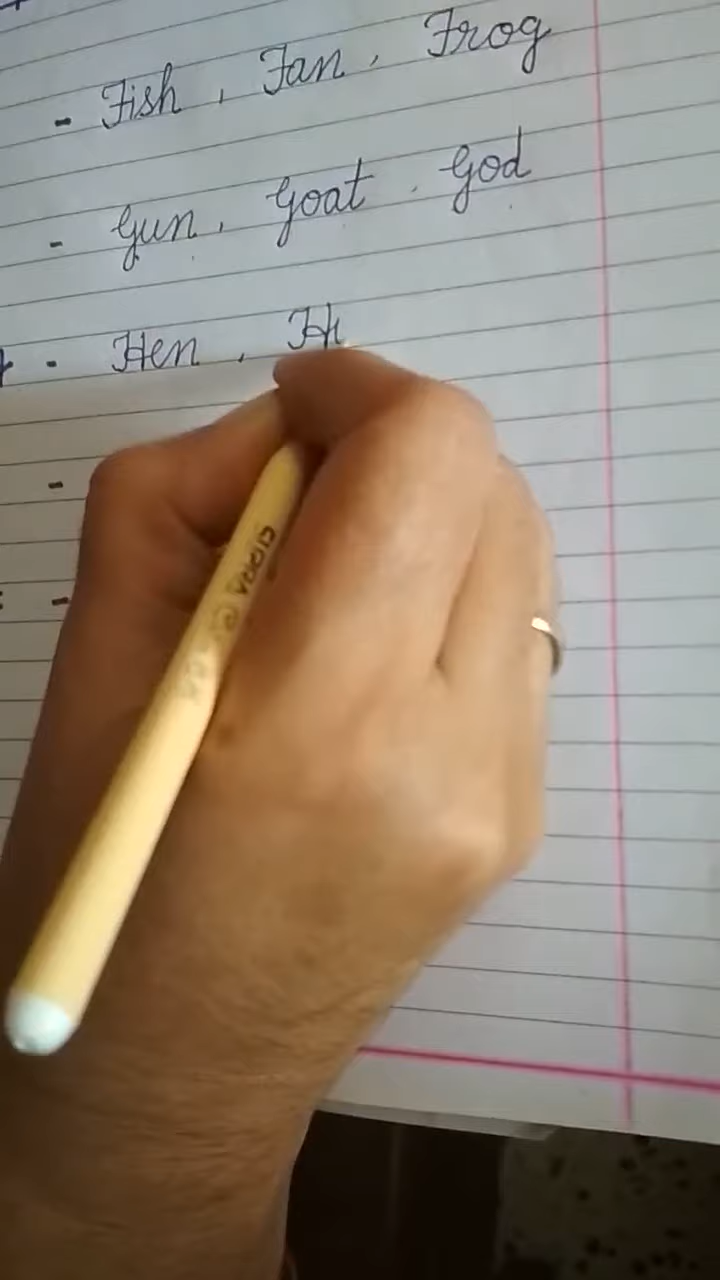 - Fish, Fan, Frog
- Gun, Goat, God
- Hen, H
-
-